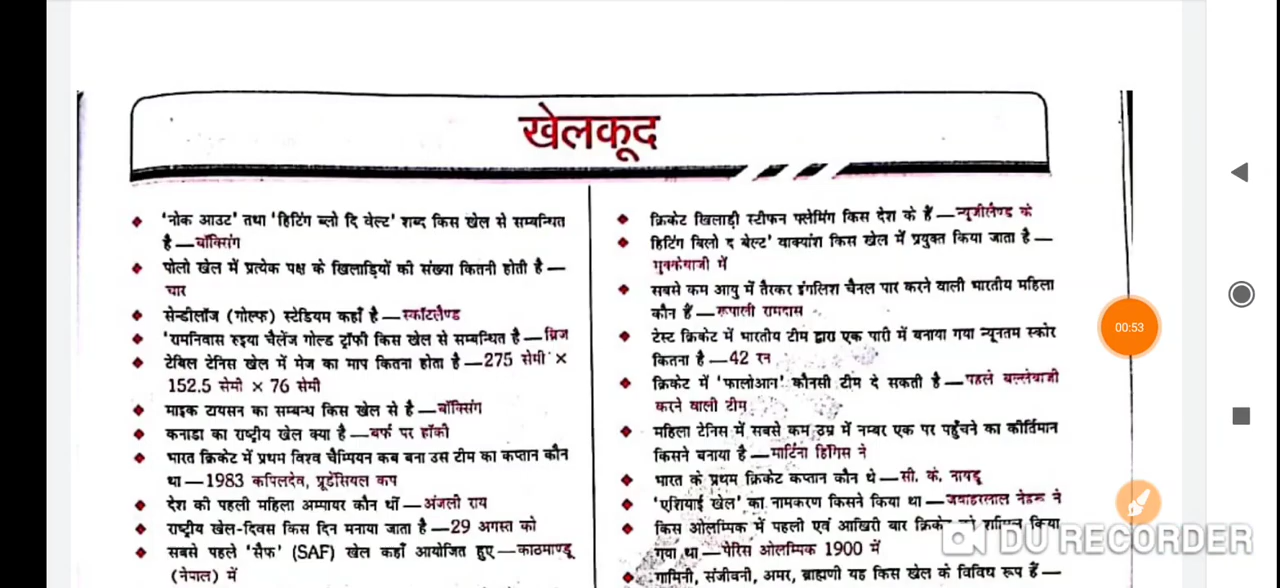 खेलकूद
'नोक आउट' तथा 'हिटिंग ब्लो दि वेल्ट' शब्द किस खेल से सम्बन्धित
है—बॉक्सिंग
पोलो खेल में प्रत्येक पक्ष के खिलाड़ियों की संख्या कितनी होती है—
चार
सेन्डीलॉज (गोल्फ) स्टेडियम कहाँ है—स्कॉटलैण्ड
'रामनिवास रुइया चैलेंज गोल्ड ट्रॉफी किस खेल से सम्बन्धित है—ब्रिज
टेबिल टेनिस खेल में मेज का माप कितना होता है—275 सेमी ×
152.5 सेमी × 76 सेमी
माइक टायसन का सम्बन्ध किस खेल से है—बॉक्सिंग
कनाडा का राष्ट्रीय खेल क्या है—बर्फ पर हॉकी
भारत क्रिकेट में प्रथम विश्व चैम्पियन कब बना उस टीम का कप्तान कौन
था—1983 कपिलदेव, प्रूडेंसियल कप
देश की पहली महिला अम्पायर कौन थीं—अंजली राय
राष्ट्रीय खेल-दिवस किस दिन मनाया जाता है—29 अगस्त को
सबसे पहले 'सैफ' (SAF) खेल कहाँ आयोजित हुए—काठमाण्डू
(नेपाल) में
क्रिकेट खिलाड़ी स्टीफन फ्लेमिंग किस देश के हैं—न्यूजीलैण्ड के
हिटिंग बिलो द बेल्ट' वाक्यांश किस खेल में प्रयुक्त किया जाता है—
मुक्केबाजी में
सबसे कम आयु में तैरकर इंगलिश चैनल पार करने वाली भारतीय महिला
कौन हैं—रूपाली रामदास
टेस्ट क्रिकेट में भारतीय टीम द्वारा एक पारी में बनाया गया न्यूनतम स्कोर
कितना है—42 रन
क्रिकेट में 'फालोआन' कौनसी टीम दे सकती है—पहले बल्लेबाजी
करने वाली टीम
महिला टेनिस में सबसे कम उम्र में नम्बर एक पर पहुँचने का कीर्तिमान
किसने बनाया है—मार्टिना हिंगिस ने
भारत के प्रथम क्रिकेट कप्तान कौन थे—सी. के. नायडू
'एशियाई खेल' का नामकरण किसने किया था—जवाहरलाल नेहरू ने
किस ओलम्पिक में पहली एवं आखिरी बार क्रिकेट को शामिल किया
गया था—पेरिस ओलम्पिक 1900 में
गामिनी, संजीवनी, अमर, ब्राह्मणी यह किस खेल के विविध रूप हैं—
00:53
DU RECORDER